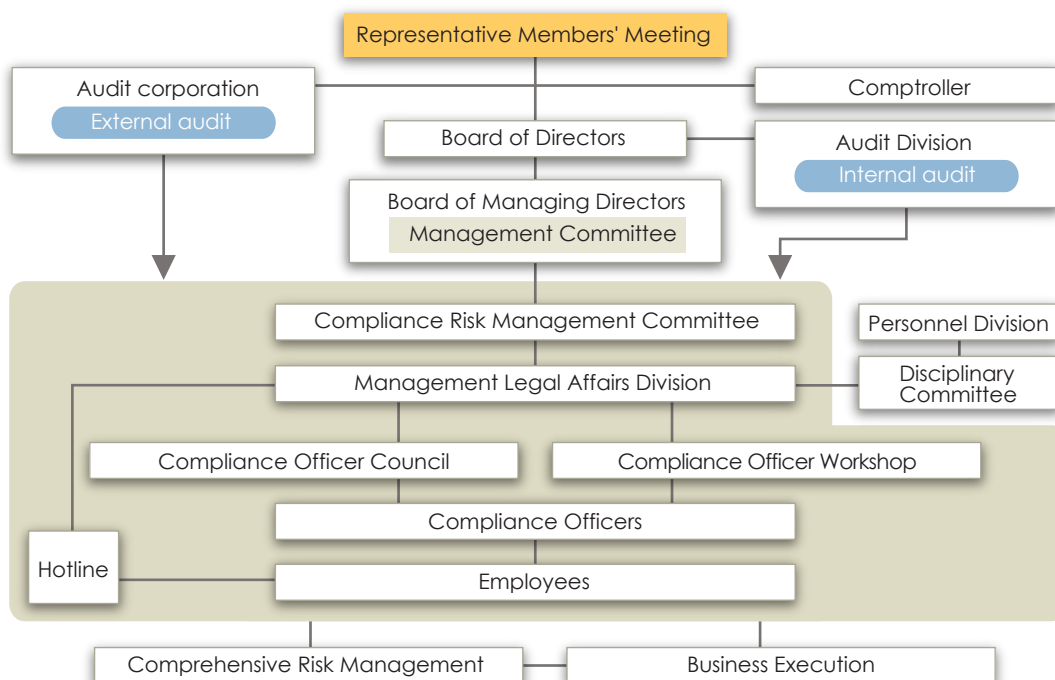 Representative Members' Meeting
Audit corporation
External audit
Comptroller
Board of Directors
Audit Division
Internal audit
Board of Managing Directors
Management Committee
Compliance Risk Management Committee
Personnel Division
Management Legal Affairs Division
Disciplinary
Committee
Compliance Officer Council
Compliance Officer Workshop
Compliance Officers
Hotline
Employees
Comprehensive Risk Management
Business Execution